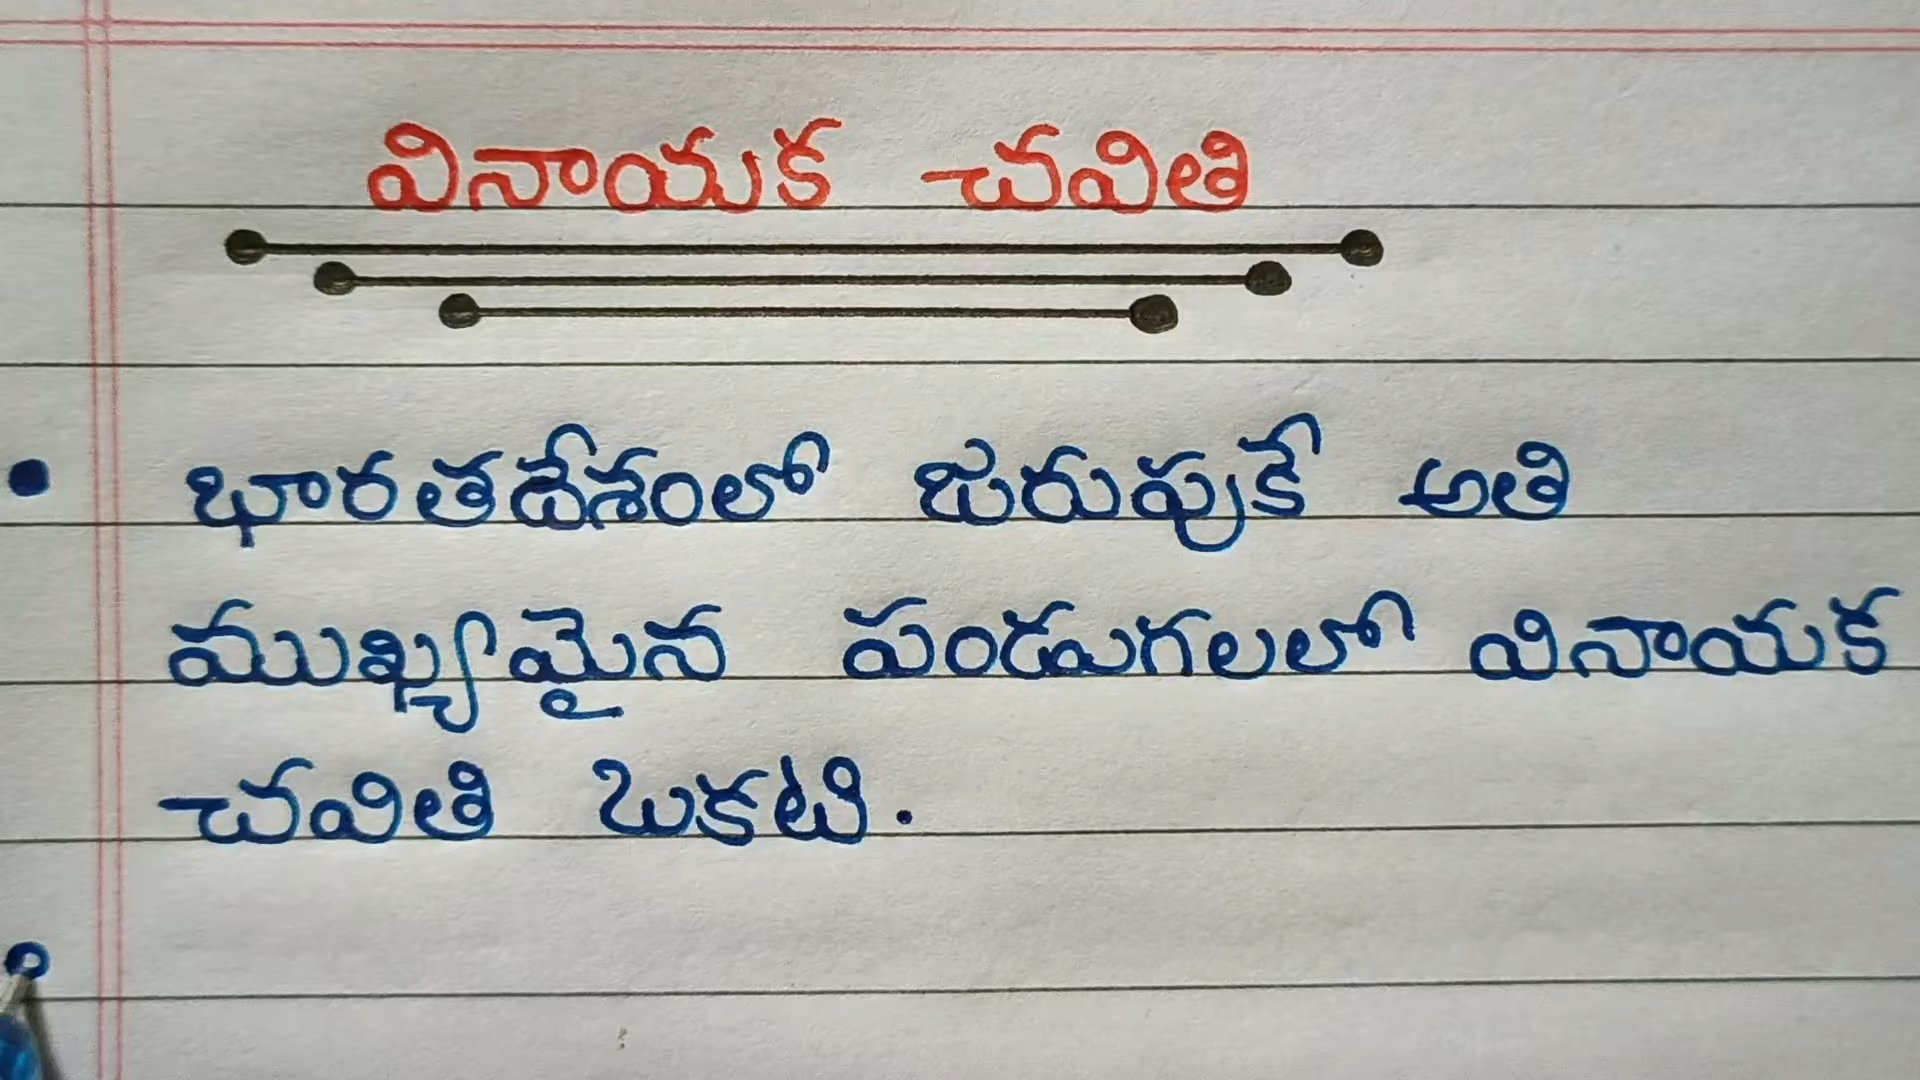 వినాయక చవితి
• భారతదేశంలో జరుపుకే అతి
ముఖ్యమైన పండుగలలో వినాయక
చవితి ఒకటి.